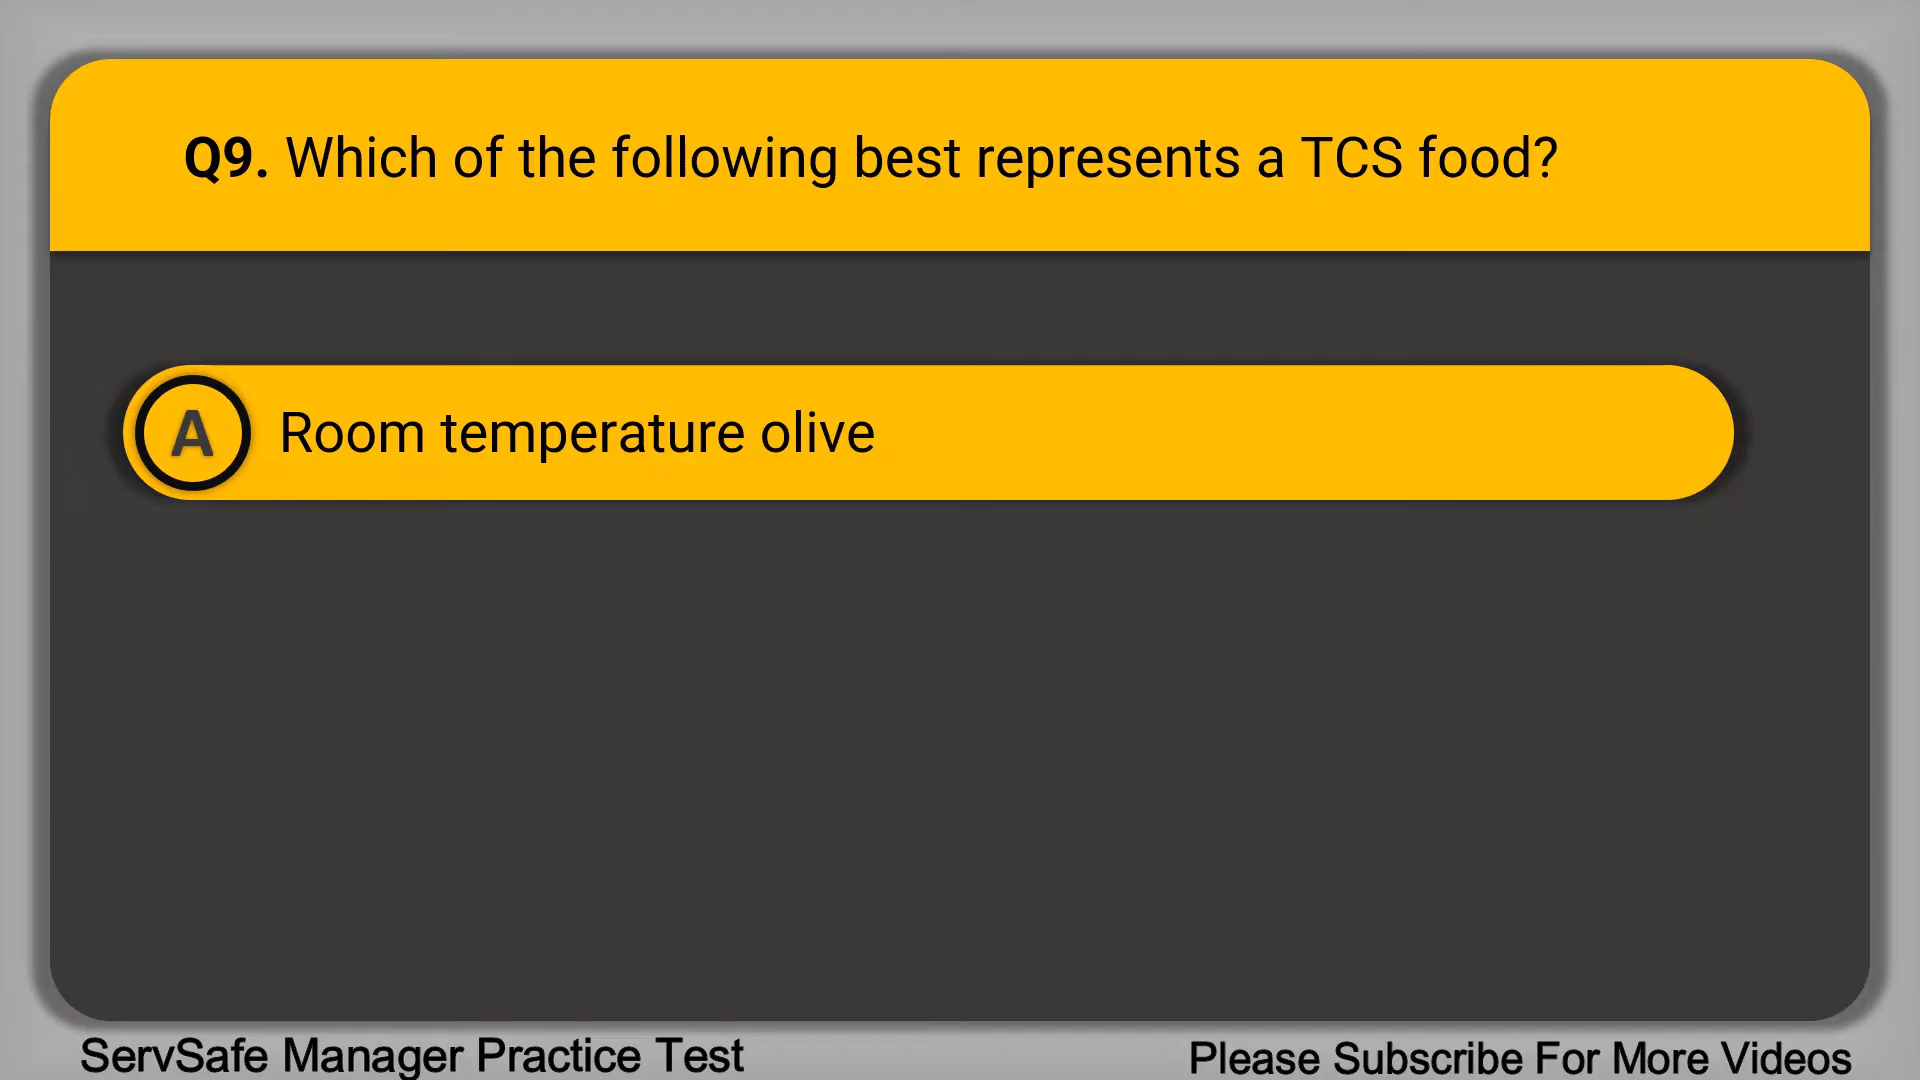 Q9. Which of the following best represents a TCS food?
A Room temperature olive
ServSafe Manager Practice Test
Please Subscribe For More Videos